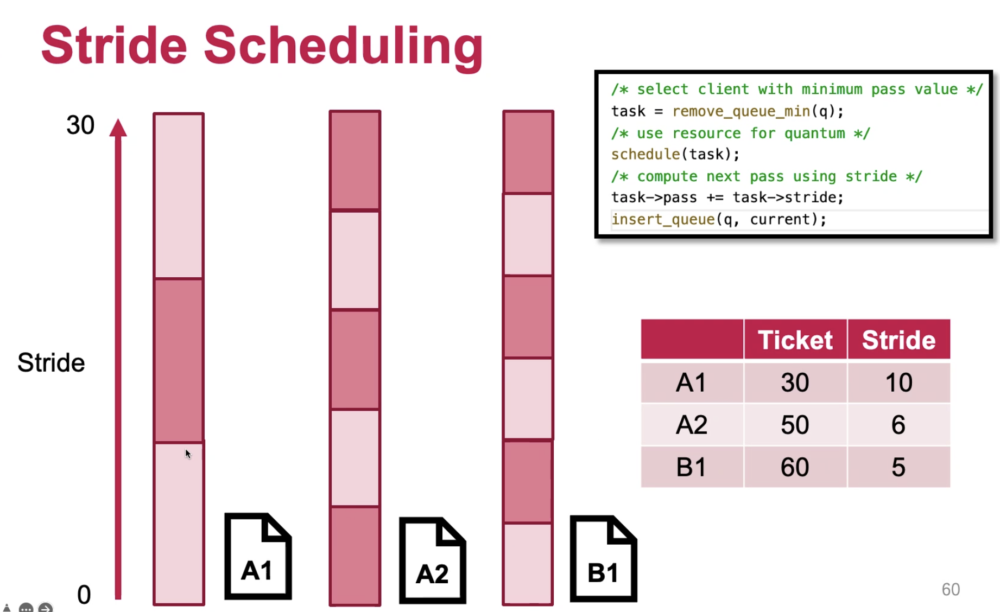 Stride Scheduling
/* select client with minimum pass value */
task = remove_queue_min(q);
/* use resource for quantum */
schedule(task);
/* compute next pass using stride */
task->pass += task->stride;
insert_queue(q, current);
30
Stride
0
A1
A2
B1
Ticket Stride
A1 30 10
A2 50 6
B1 60 5
60